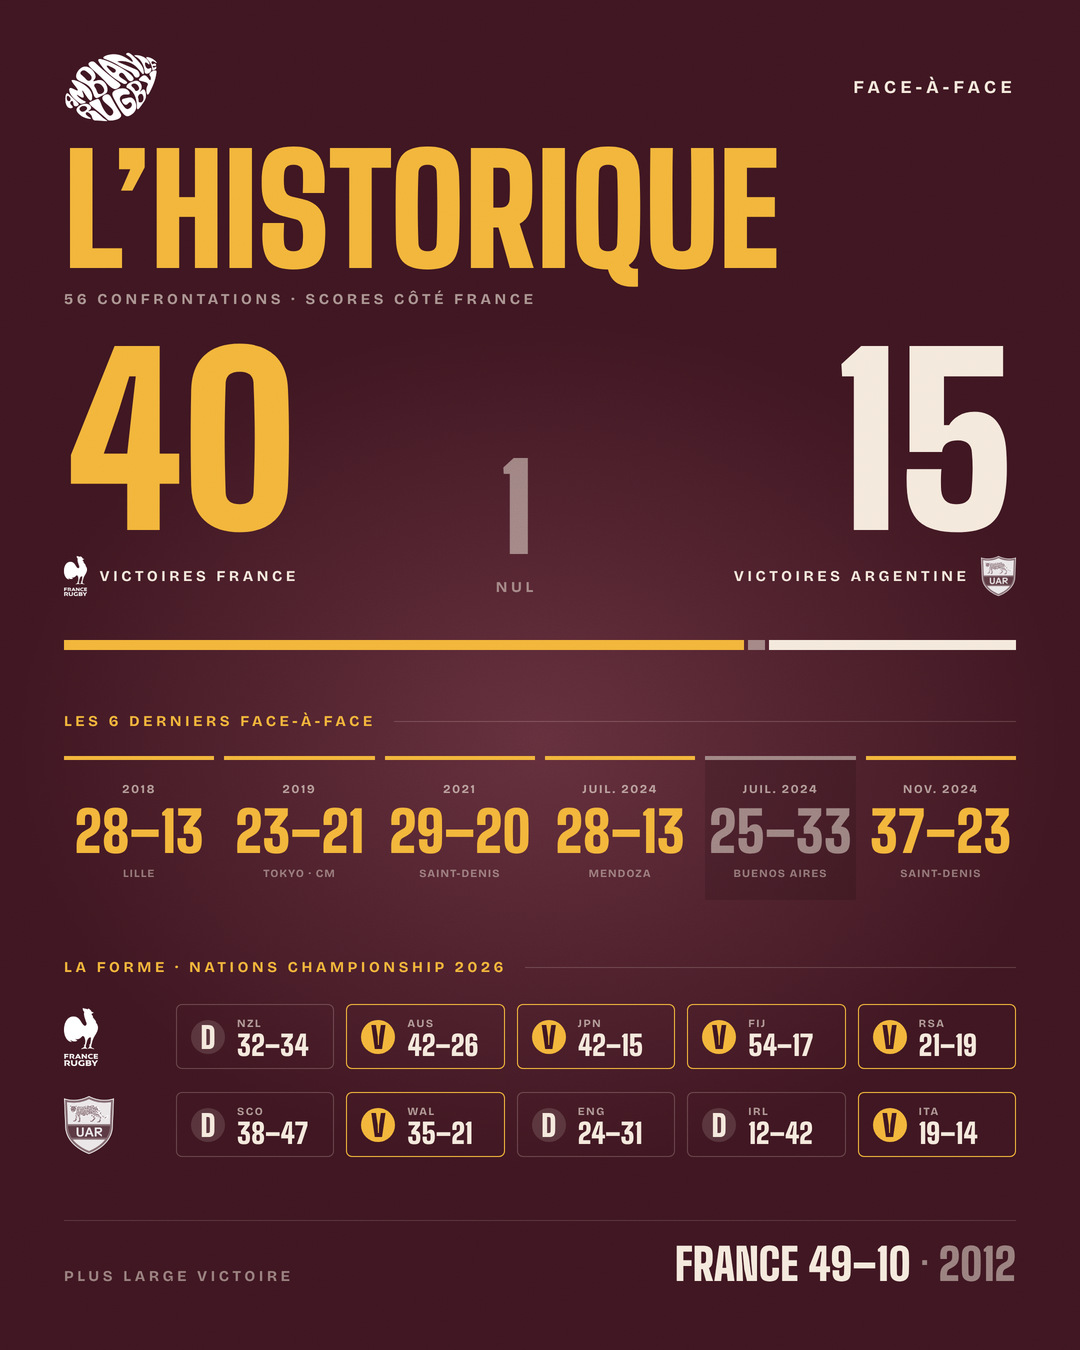 AMBIANCE
RUGBY
FACE-À-FACE
L’HISTORIQUE
56 CONFRONTATIONS · SCORES CÔTÉ FRANCE
40
1
15
FRANCE
RUGBY
VICTOIRES FRANCE
NUL
VICTOIRES ARGENTINE
UAR
LES 6 DERNIERS FACE-À-FACE
2018
28–13
LILLE
2019
23–21
TOKYO · CM
2021
29–20
SAINT-DENIS
JUIL. 2024
28–13
MENDOZA
JUIL. 2024
25–33
BUENOS AIRES
NOV. 2024
37–23
SAINT-DENIS
LA FORME · NATIONS CHAMPIONSHIP 2026
FRANCE
RUGBY
D
NZL
32–34
V
AUS
42–26
V
JPN
42–15
V
FIJ
54–17
V
RSA
21–19
UAR
D
SCO
38–47
V
WAL
35–21
D
ENG
24–31
D
IRL
12–42
V
ITA
19–14
PLUS LARGE VICTOIRE
FRANCE 49–10 · 2012